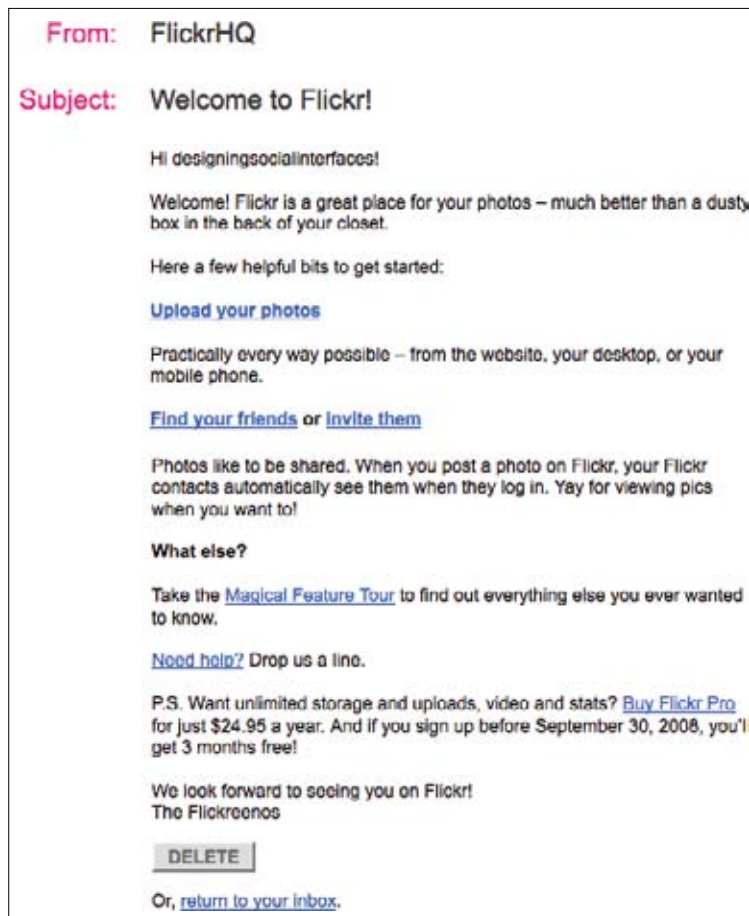 From: FlickrHQ
Subject: Welcome to Flickr!
Hi designingsocialinterfaces!
Welcome! Flickr is a great place for your photos – much better than a dusty
box in the back of your closet.
Here a few helpful bits to get started:
Upload your photos
Practically every way possible – from the website, your desktop, or your
mobile phone.
Find your friends or invite them
Photos like to be shared. When you post a photo on Flickr, your Flickr
contacts automatically see them when they log in. Yay for viewing pics
when you want to!
What else?
Take the Magical Feature Tour to find out everything else you ever wanted
to know.
Need help? Drop us a line.
P.S. Want unlimited storage and uploads, video and stats? Buy Flickr Pro
for just $24.95 a year. And if you sign up before September 30, 2008, you'll
get 3 months free!
We look forward to seeing you on Flickr!
The Flickreenos
DELETE
Or, return to your inbox.